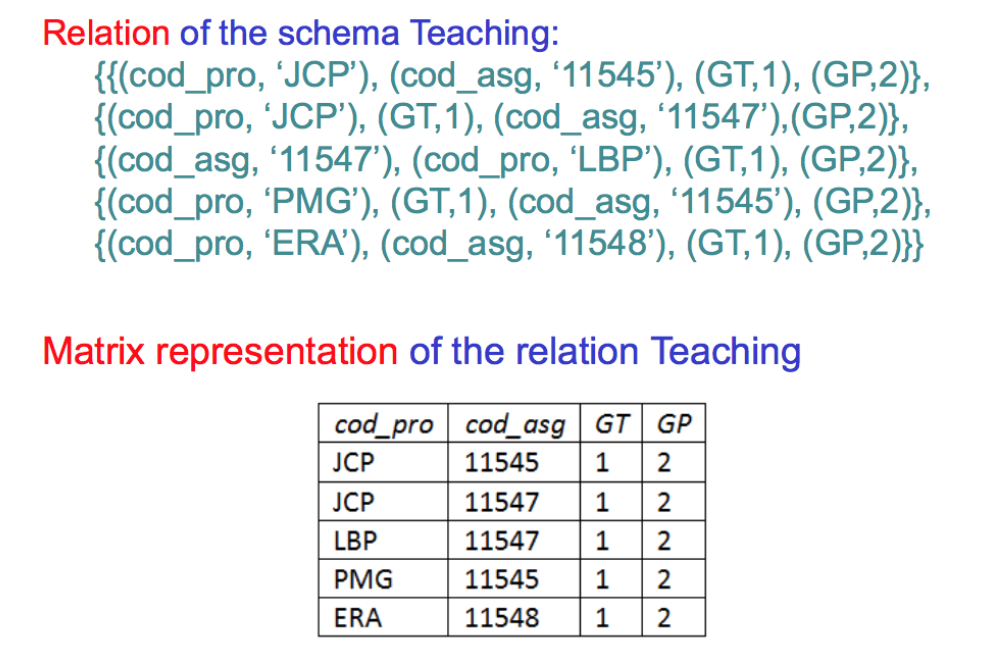 Relation of the schema Teaching:
{{(cod_pro, ‘JCP’), (cod_asg, ‘11545’), (GT,1), (GP,2)},
{(cod_pro, ‘JCP’), (GT,1), (cod_asg, ‘11547’),(GP,2)},
{(cod_asg, ‘11547’), (cod_pro, ‘LBP’), (GT,1), (GP,2)},
{(cod_pro, ‘PMG’), (GT,1), (cod_asg, ‘11545’), (GP,2)},
{(cod_pro, ‘ERA’), (cod_asg, ‘11548’), (GT,1), (GP,2)}}
Matrix representation of the relation Teaching
cod_pro cod_asg GT GP
JCP 11545 1 2
JCP 11547 1 2
LBP 11547 1 2
PMG 11545 1 2
ERA 11548 1 2